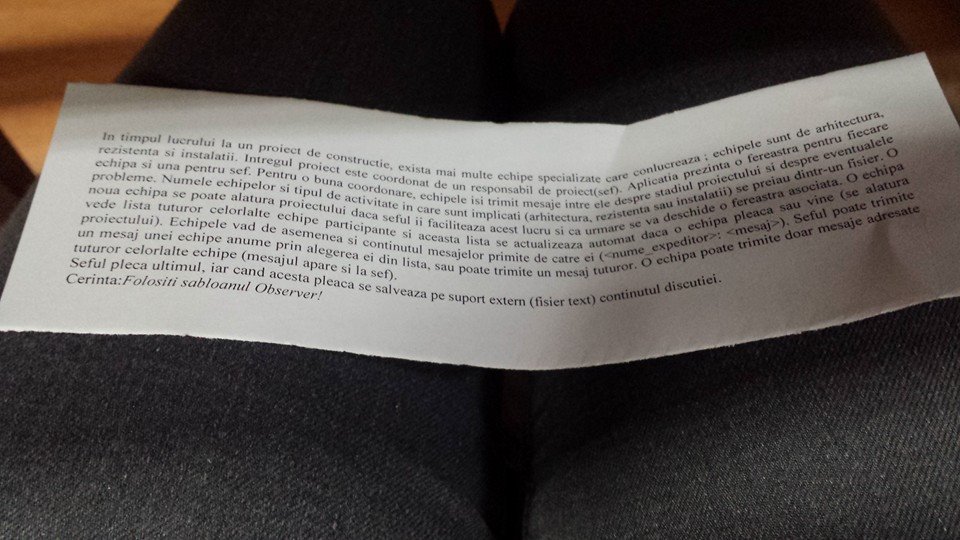 In timpul lucrului la un proiect de constructie, exista mai multe echipe specializate care conlucreaza ; echipele sunt de arhitectura,
rezistenta si instalatii. Intregul proiect este coordonat de un responsabil de proiect(sef). Aplicatia prezinta o fereastra pentru fiecare
echipa si una pentru sef. Pentru o buna coordonare, echipele isi trimit mesaje intre ele despre stadiul proiectului si despre eventualele
probleme. Numele echipelor si tipul de activitate in care sunt implicati (arhitectura, rezistenta sau instalatii) se preiau dintr-un fisier. O
noua echipa se poate alatura proiectului daca seful ii faciliteaza acest lucru si ca urmare se va deschide o fereastra asociata. O echipa
vede lista tuturor celorlalte echipe participante si aceasta lista se actualizeaza automat daca o echipa pleaca sau vine (se alatura
proiectului). Echipele vad de asemenea si continutul mesajelor primite de catre ei (<nume_expeditor>: <mesaj>). Seful poate trimite
un mesaj unei echipe anume prin alegerea ei din lista, sau poate trimite un mesaj tuturor. O echipa poate trimite doar mesaje adresate
tuturor celorlalte echipe (mesajul apare si la sef).
Seful pleca ultimul, iar cand acesta pleaca se salveaza pe suport extern (fisier text) continutul discutiei.
Cerinta:Folositi sabloanul Observer!